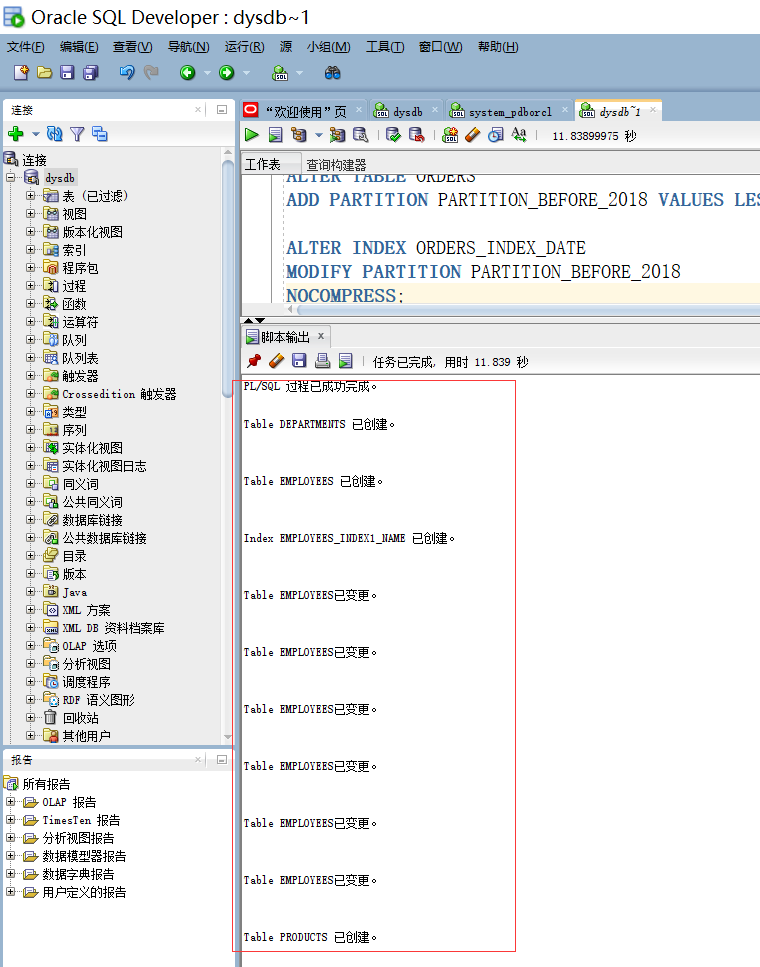 Oracle SQL Developer : dysdb~1
文件(F) 编辑(E) 查看(V) 导航(N) 运行(R) 源 小组(M) 工具(T) 窗口(W) 帮助(H)
连接
“欢迎使用”页 dysdb system_pdborcl dysdb~1
11.83899975 秒
工作表 查询构建器
连接
dysdb
表 (已过滤)
视图
版本化视图
索引
程序包
过程
函数
运算符
队列
队列表
触发器
Crossedition 触发器
类型
序列
实体化视图
实体化视图日志
同义词
公共同义词
数据库链接
公共数据库链接
目录
版本
Java
XML 方案
XML DB 资料档案库
OLAP 选项
分析视图
调度程序
RDF 语义图形
回收站
其他用户
报告
所有报告
OLAP 报告
TimesTen 报告
分析视图报告
数据模型器报告
数据字典报告
用户定义的报告
ALTER TABLE ORDERS
ADD PARTITION PARTITION_BEFORE_2018 VALUES LES
ALTER INDEX ORDERS_INDEX_DATE
MODIFY PARTITION PARTITION_BEFORE_2018
NOCOMPRESS;
脚本输出
任务已完成, 用时 11.839 秒
PL/SQL 过程已成功完成。
Table DEPARTMENTS 已创建。
Table EMPLOYEES 已创建。
Index EMPLOYEES_INDEX1_NAME 已创建。
Table EMPLOYEES已变更。
Table EMPLOYEES已变更。
Table EMPLOYEES已变更。
Table EMPLOYEES已变更。
Table EMPLOYEES已变更。
Table EMPLOYEES已变更。
Table PRODUCTS 已创建。